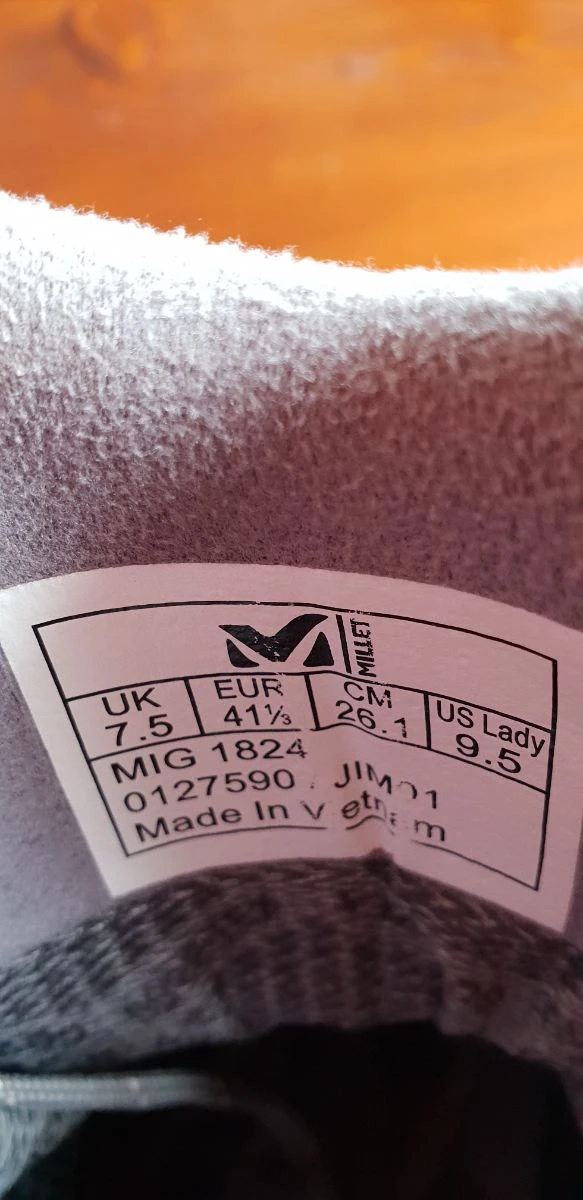 MILLET
UK EUR CM US Lady
7.5 41⅓ 26.1 9.5
MIG 1824
0127590
Made In